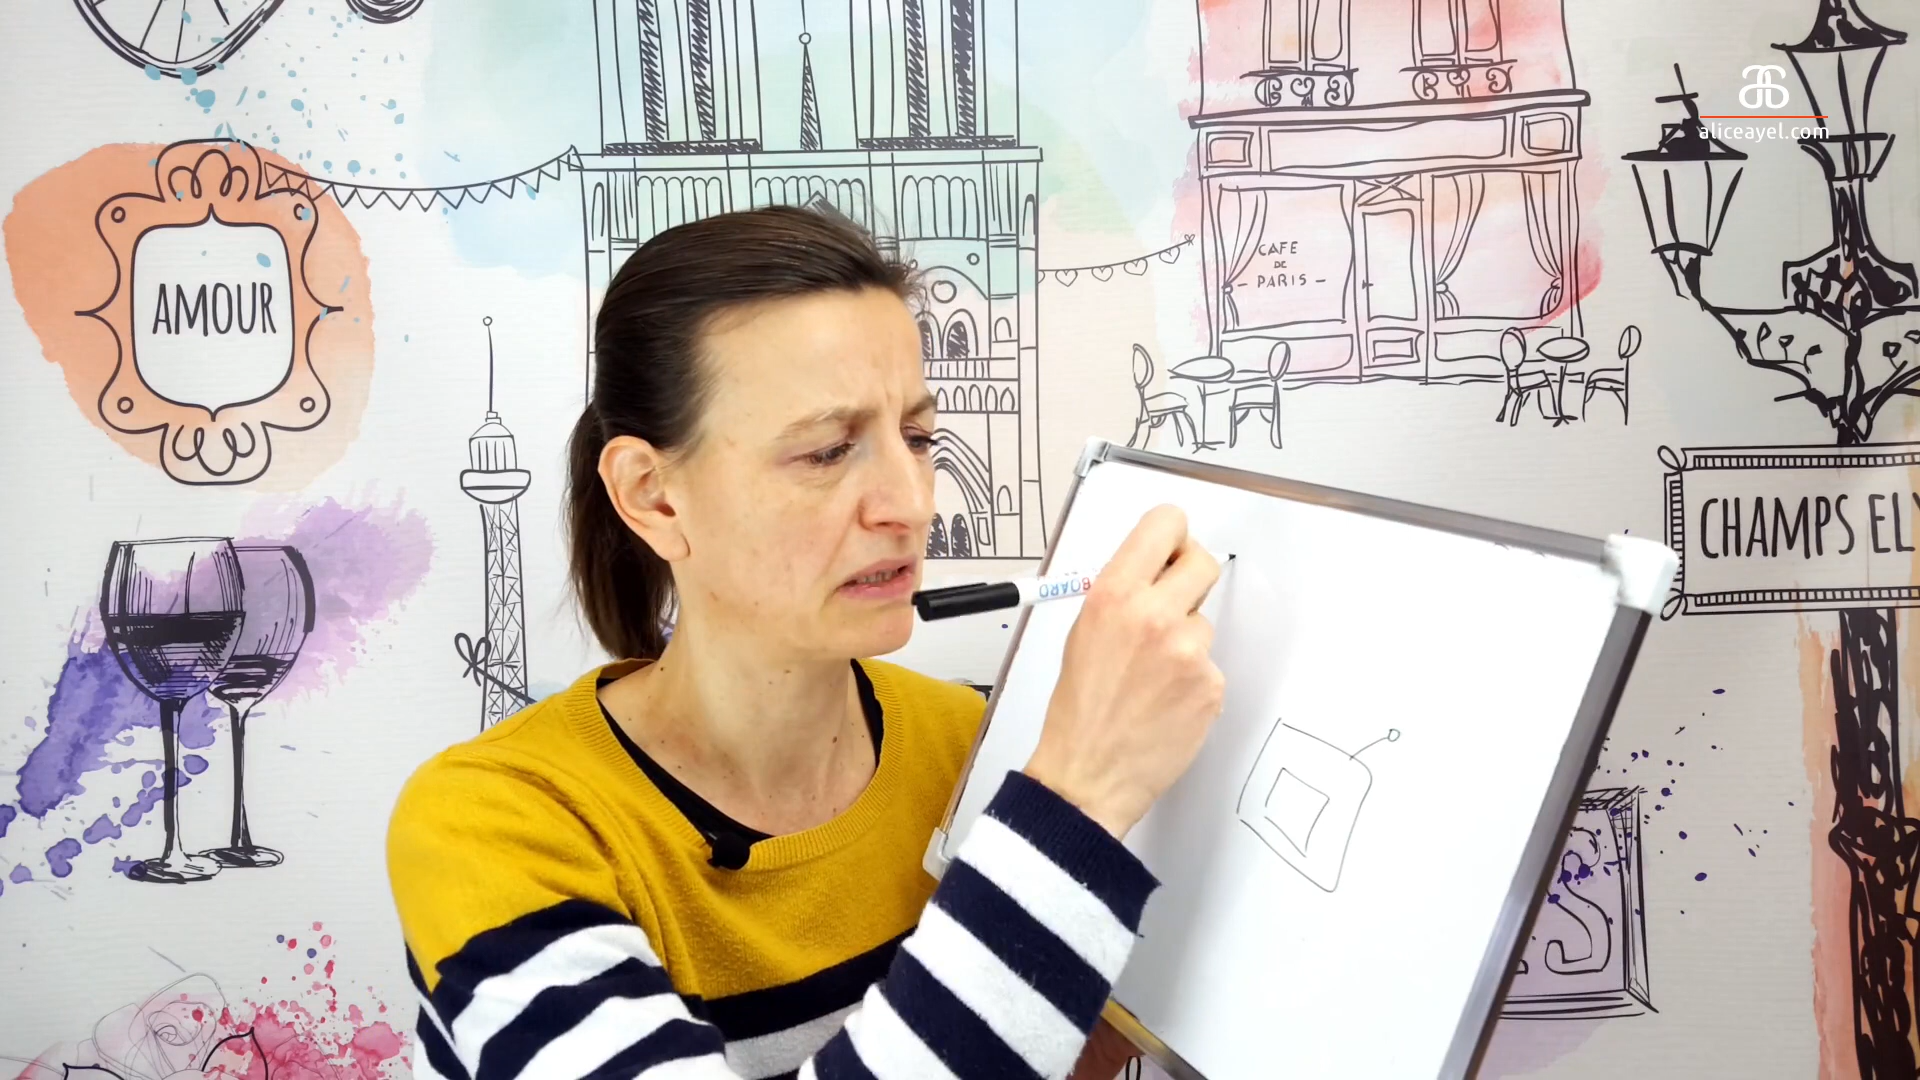 aliceayel.com
AMOUR
CAFE
DE
- PARIS -
CHAMPS EL
BOARD
S